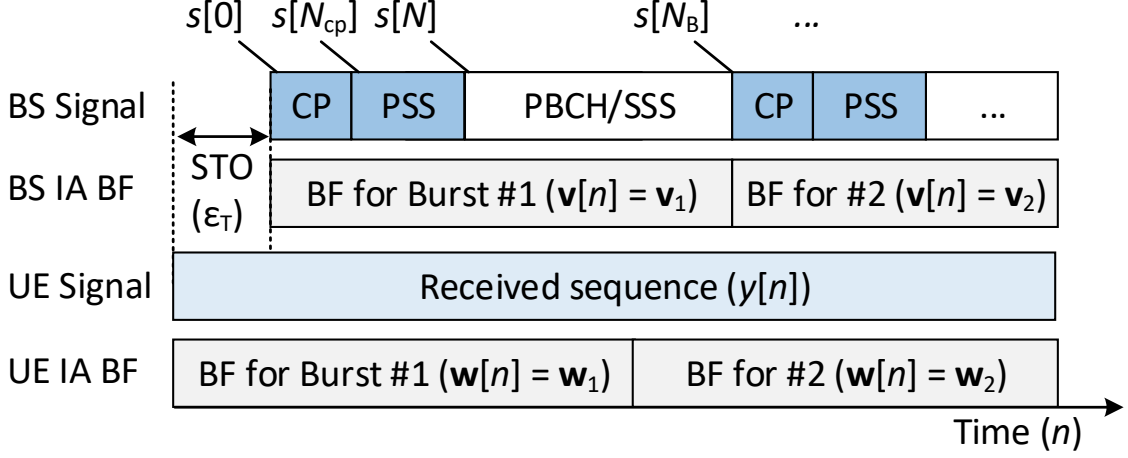 s[0] s[Ncp] s[N] s[NB] ...
BS Signal CP PSS PBCH/SSS CP PSS ...
STO
BS IA BF BF for Burst #1 (v[n] = v1) BF for #2 (v[n] = v2)
(εT)
UE Signal Received sequence (y[n])
UE IA BF BF for Burst #1 (w[n] = w1) BF for #2 (w[n] = w2)
Time (n)